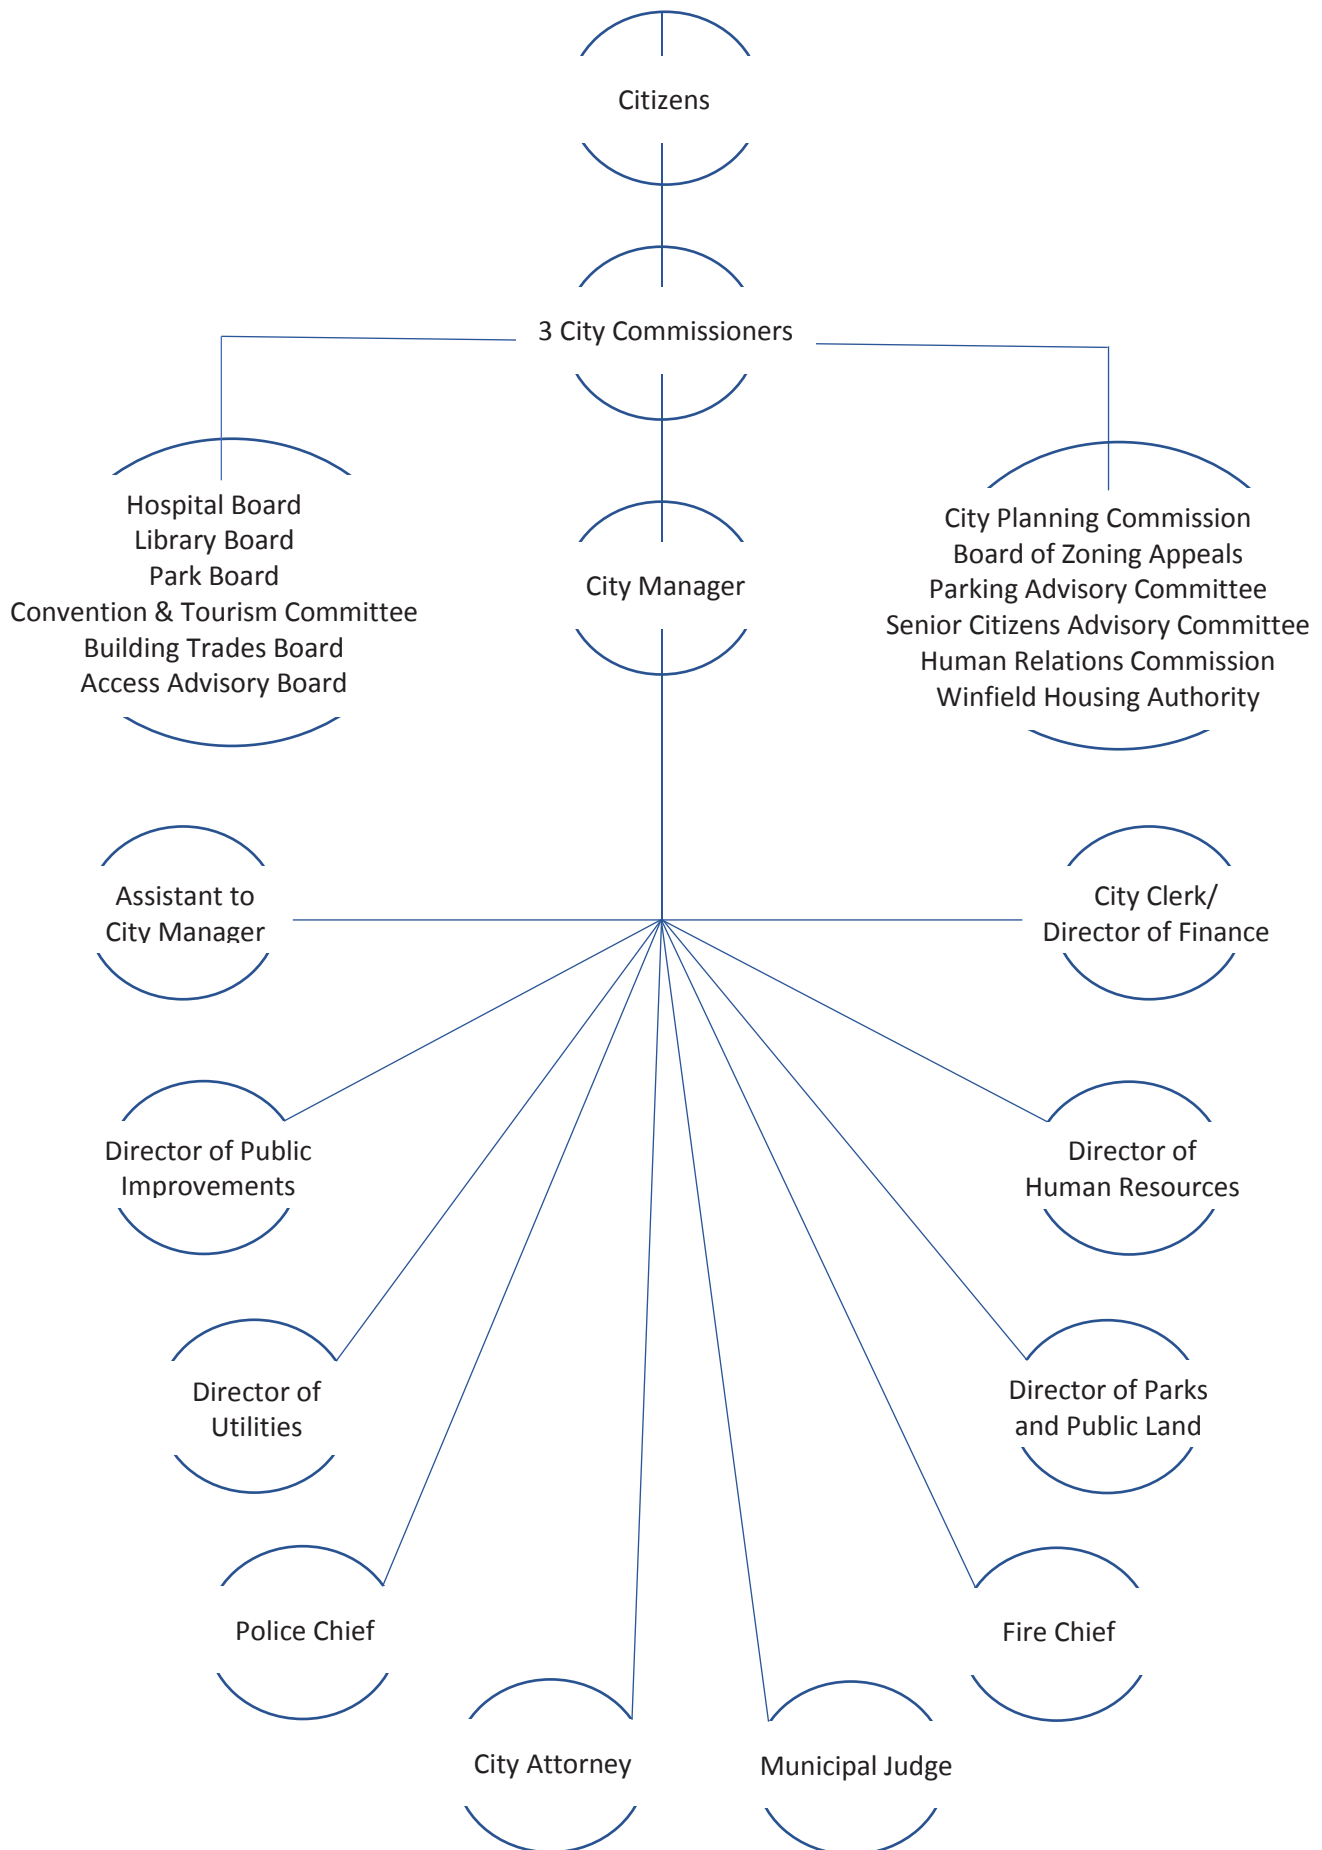 Citizens
3 City Commissioners
Hospital Board
Library Board
Park Board
Convention & Tourism Committee
Building Trades Board
Access Advisory Board
City Manager
City Planning Commission
Board of Zoning Appeals
Parking Advisory Committee
Senior Citizens Advisory Committee
Human Relations Commission
Winfield Housing Authority
Assistant to
City Manager
City Clerk/
Director of Finance
Director of Public
Improvements
Director of
Human Resources
Director of
Utilities
Director of Parks
and Public Land
Police Chief
Fire Chief
City Attorney
Municipal Judge